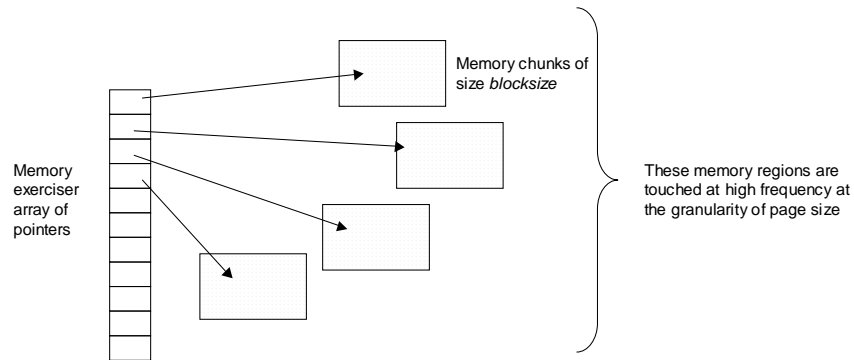 Memory chunks of
size blocksize
Memory
exerciser
array of
pointers
These memory regions are
touched at high frequency at
the granularity of page size